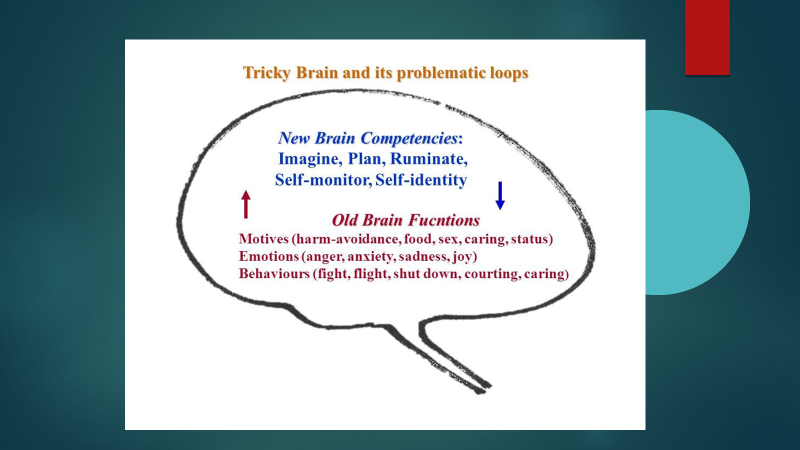 Tricky Brain and its problematic loops
New Brain Competencies:
Imagine, Plan, Ruminate,
Self-monitor, Self-identity
Old Brain Fucntions
Motives (harm-avoidance, food, sex, caring, status)
Emotions (anger, anxiety, sadness, joy)
Behaviours (fight, flight, shut down, courting, caring)